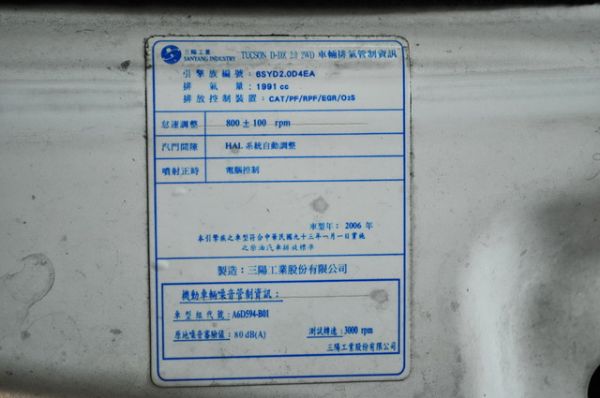 三陽工業
SANYANG INDUSTRY
TUCSON D-DX 2.0 2WD 車輛排氣管制資訊
引擎族編號：6SYD2.0D4EA
排氣量：1991 cc
排放控制裝置：CAT/PF/RPF/EGR/O2S
怠速調整 800 ± 100 rpm
汽門間隙 HAL 系統自動調整
噴射正時 電腦控制
車型年：2006 年
本引擎族之車型符合中華民國九十三年一月一日實施
之柴油汽車排放標準
製造：三陽工業股份有限公司
機動車輛噪音管制資訊：
車型組代號：A6D594-B01
原地噪音審驗值：80 dB(A) 測試轉速：3000 rpm
三陽工業股份有限公司